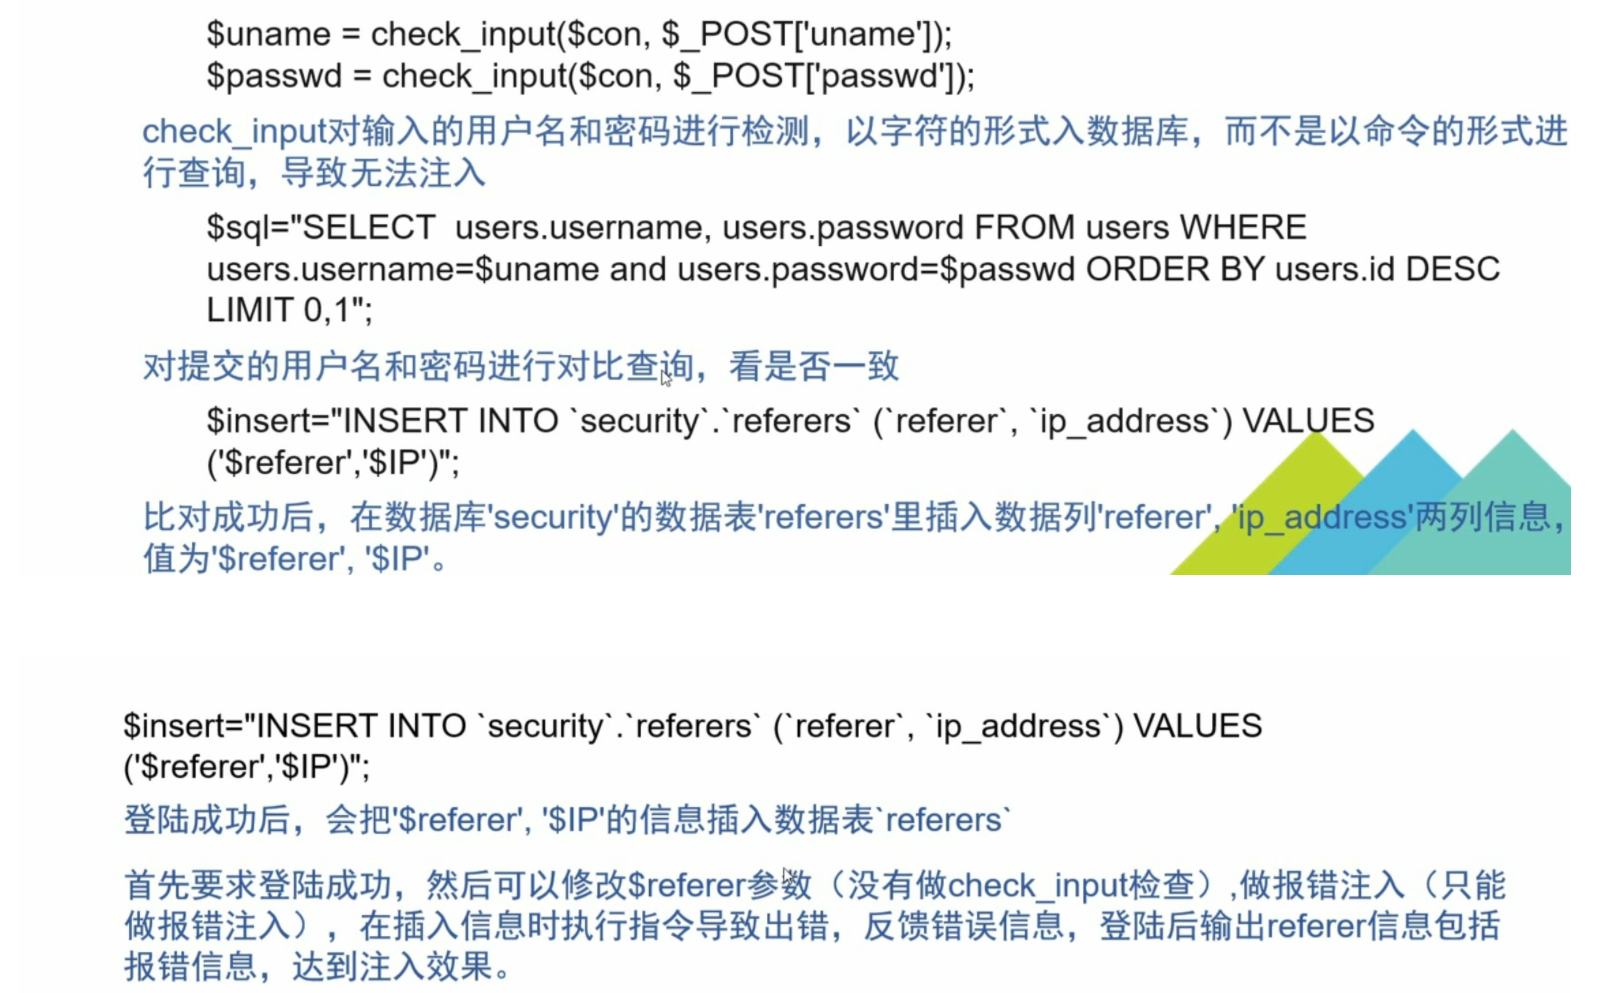 $uname = check_input($con, $_POST['uname']);
$passwd = check_input($con, $_POST['passwd']);
check_input对输入的用户名和密码进行检测，以字符的形式入数据库，而不是以命令的形式进
行查询，导致无法注入
$sql="SELECT  users.username, users.password FROM users WHERE
users.username=$uname and users.password=$passwd ORDER BY users.id DESC
LIMIT 0,1";
对提交的用户名和密码进行对比查询，看是否一致
$insert="INSERT INTO `security`.`referers` (`referer`, `ip_address`) VALUES
('$referer','$IP')";
比对成功后，在数据库'security'的数据表'referers'里插入数据列'referer', 'ip_address'两列信息，
值为'$referer', '$IP'。
$insert="INSERT INTO `security`.`referers` (`referer`, `ip_address`) VALUES
('$referer','$IP')";
登陆成功后，会把'$referer', '$IP'的信息插入数据表`referers`
首先要求登陆成功，然后可以修改$referer参数（没有做check_input检查）,做报错注入（只能
做报错注入），在插入信息时执行指令导致出错，反馈错误信息，登陆后输出referer信息包括
报错信息，达到注入效果。